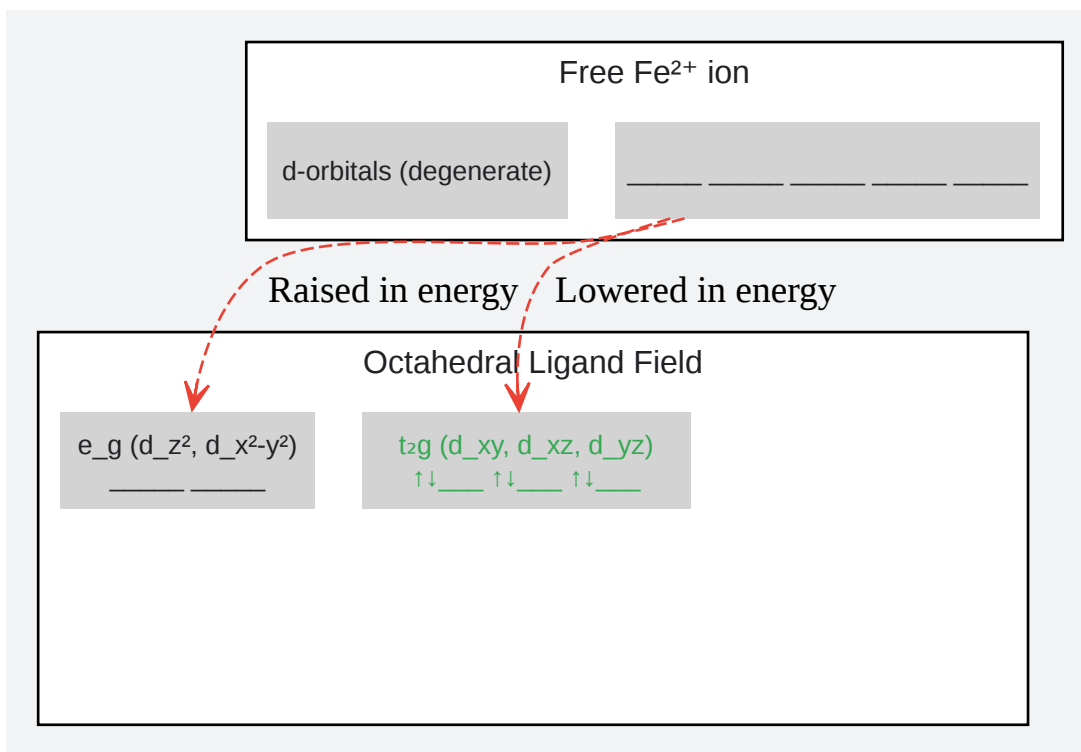 Free Fe²⁺ ion
d-orbitals (degenerate)
_____ _____ _____ _____ _____
Raised in energy
Lowered in energy
Octahedral Ligand Field
e_g (d_z², d_x²-y²)
_____ _____
t₂g (d_xy, d_xz, d_yz)
↑↓___ ↑↓___ ↑↓___